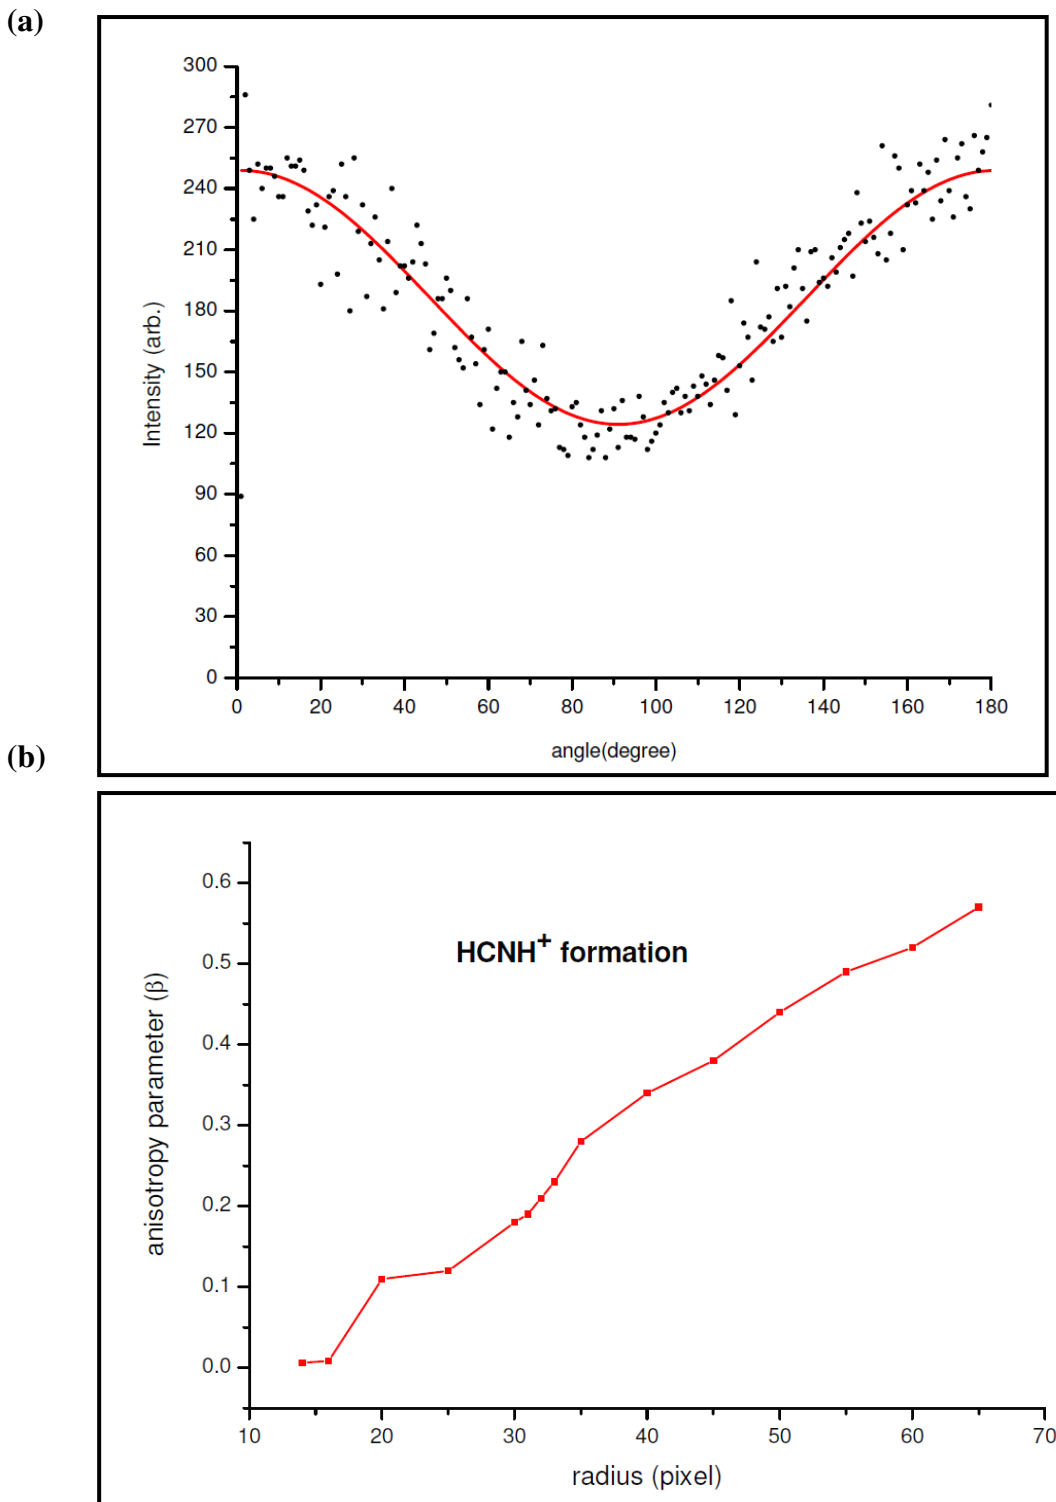 (a)
300
270
240
210
180
150
120
90
60
30
0
Intensity (arb.)
0 20 40 60 80 100 120 140 160 180
angle(degree)
(b)
0.6
0.5
0.4
0.3
0.2
0.1
0.0
anisotropy parameter (β)
HCNH⁺ formation
10 20 30 40 50 60 70
radius (pixel)